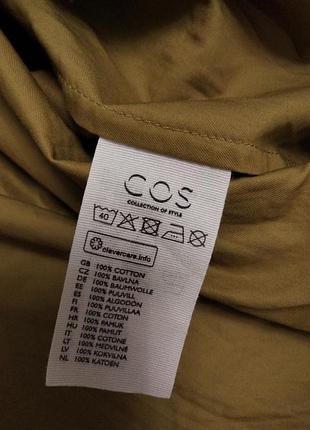 COS
COLLECTION OF STYLE
40
clevercare.info
GB 100% COTTON
CZ 100% BAVLNA
DE 100% BAUMWOLLE
EE 100% PUUVILL
ES 100% ALGODÓN
FI 100% PUUVILLAA
FR 100% COTON
HR 100% PAMUK
HU 100% PAMUT
IT 100% COTONE
LT 100% MEDVILNĖ
LV 100% KOKVILNA
NL 100% KATOEN